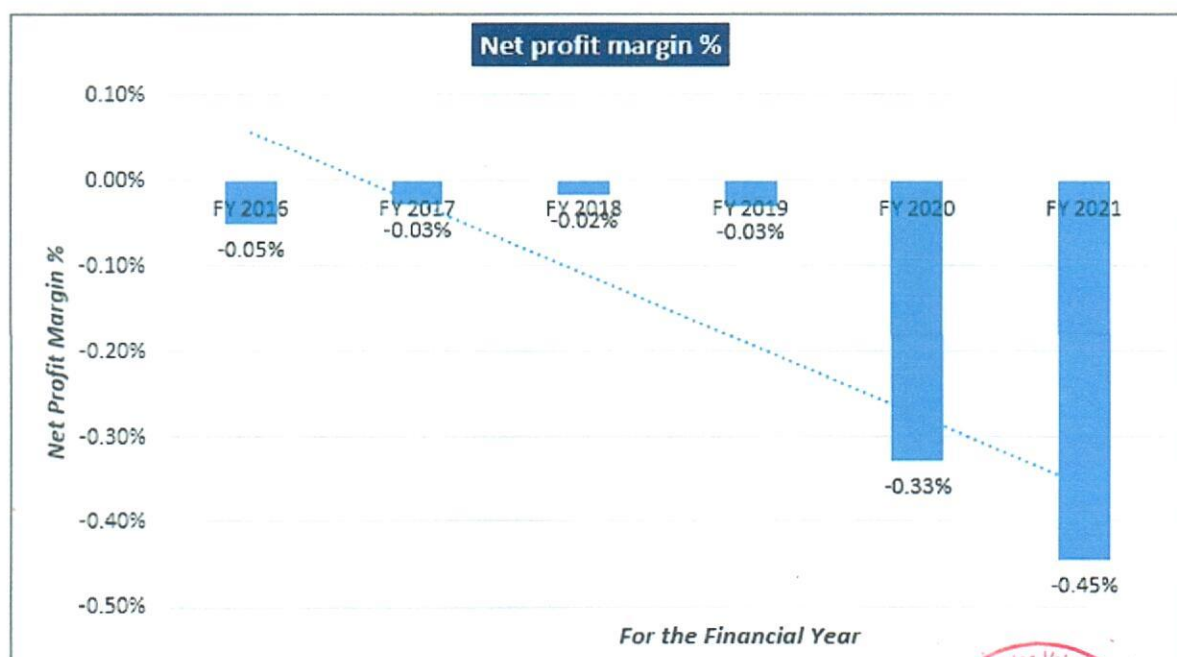 Net profit margin %
0.10%
0.00%
-0.10%
-0.20%
-0.30%
-0.40%
-0.50%
Net Profit Margin %
FY 2016
FY 2017
FY 2018
FY 2019
FY 2020
FY 2021
-0.05%
-0.03%
-0.02%
-0.03%
-0.33%
-0.45%
For the Financial Year